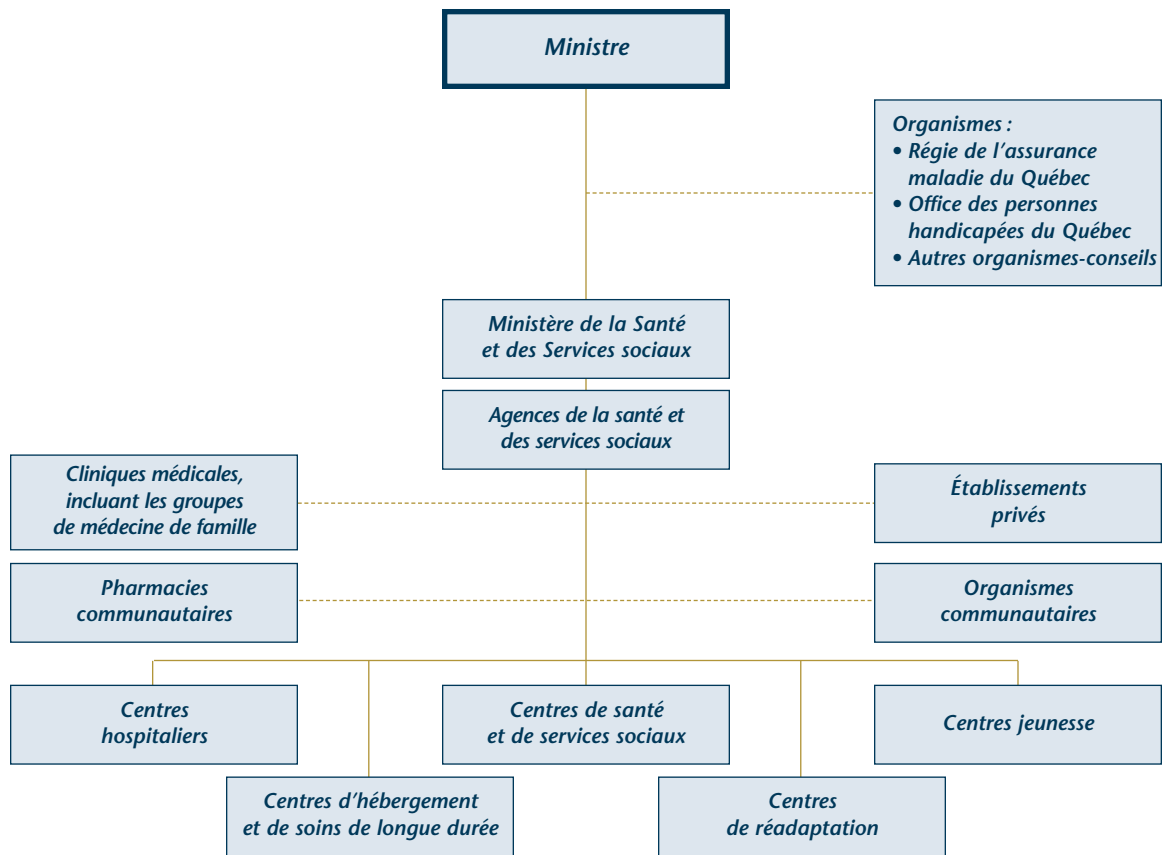 Ministre
Organismes :
• Régie de l’assurance
maladie du Québec
• Office des personnes
handicapées du Québec
• Autres organismes-conseils
Ministère de la Santé
et des Services sociaux
Agences de la santé et
des services sociaux
Cliniques médicales,
incluant les groupes
de médecine de famille
Établissements
privés
Pharmacies
communautaires
Organismes
communautaires
Centres
hospitaliers
Centres de santé
et de services sociaux
Centres jeunesse
Centres d’hébergement
et de soins de longue durée
Centres
de réadaptation